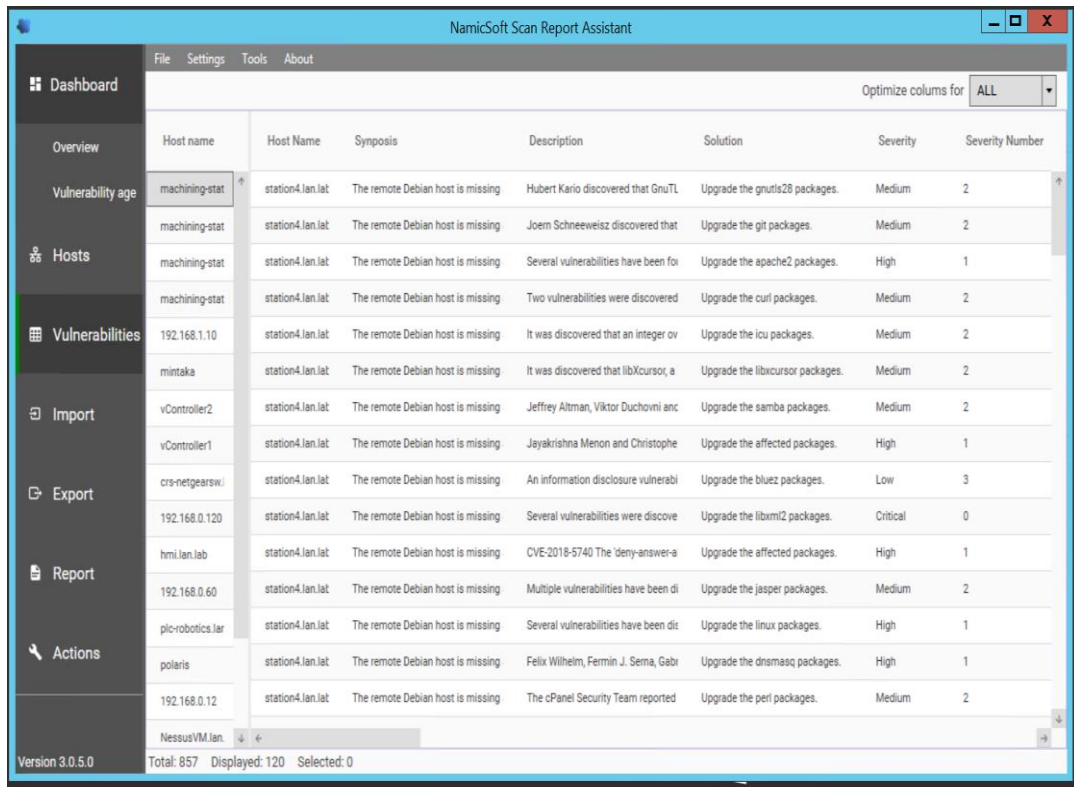 NamicSoft Scan Report Assistant
File Settings Tools About
Dashboard
Overview
Vulnerability age
Hosts
Vulnerabilities
Import
Export
Report
Actions
Version 3.0.5.0
Optimize colums for ALL
Host name
machining-stat
machining-stat
machining-stat
machining-stat
192.168.1.10
mintaka
vController2
vController1
crs-netgearsw.i
192.168.0.120
hmi.lan.lab
192.168.0.60
plc-robotics.lar
polaris
192.168.0.12
NessusVM.lan.
Host Name Synposis Description Solution Severity Severity Number
station4.lan.lat The remote Debian host is missing Hubert Kario discovered that GnuTL Upgrade the gnutls28 packages. Medium 2
station4.lan.lat The remote Debian host is missing Joern Schneeweisz discovered that Upgrade the git packages. Medium 2
station4.lan.lat The remote Debian host is missing Several vulnerabilities have been foi Upgrade the apache2 packages. High 1
station4.lan.lat The remote Debian host is missing Two vulnerabilities were discovered Upgrade the curl packages. Medium 2
station4.lan.lat The remote Debian host is missing It was discovered that an integer ov Upgrade the icu packages. Medium 2
station4.lan.lat The remote Debian host is missing It was discovered that libXcursor, a Upgrade the libxcursor packages. Medium 2
station4.lan.lat The remote Debian host is missing Jeffrey Altman, Viktor Duchovni anc Upgrade the samba packages. Medium 2
station4.lan.lat The remote Debian host is missing Jayakrishna Menon and Christophe Upgrade the affected packages. High 1
station4.lan.lat The remote Debian host is missing An information disclosure vulnerabi Upgrade the bluez packages. Low 3
station4.lan.lat The remote Debian host is missing Several vulnerabilities were discove Upgrade the libxml2 packages. Critical 0
station4.lan.lat The remote Debian host is missing CVE-2018-5740 The 'deny-answer-a Upgrade the affected packages. High 1
station4.lan.lat The remote Debian host is missing Multiple vulnerabilities have been di Upgrade the jasper packages. Medium 2
station4.lan.lat The remote Debian host is missing Several vulnerabilities have been dis Upgrade the linux packages. High 1
station4.lan.lat The remote Debian host is missing Felix Wilhelm, Fermin J. Serna, Gabr Upgrade the dnsmasq packages. High 1
station4.lan.lat The remote Debian host is missing The cPanel Security Team reported Upgrade the perl packages. Medium 2
Total: 857 Displayed: 120 Selected: 0